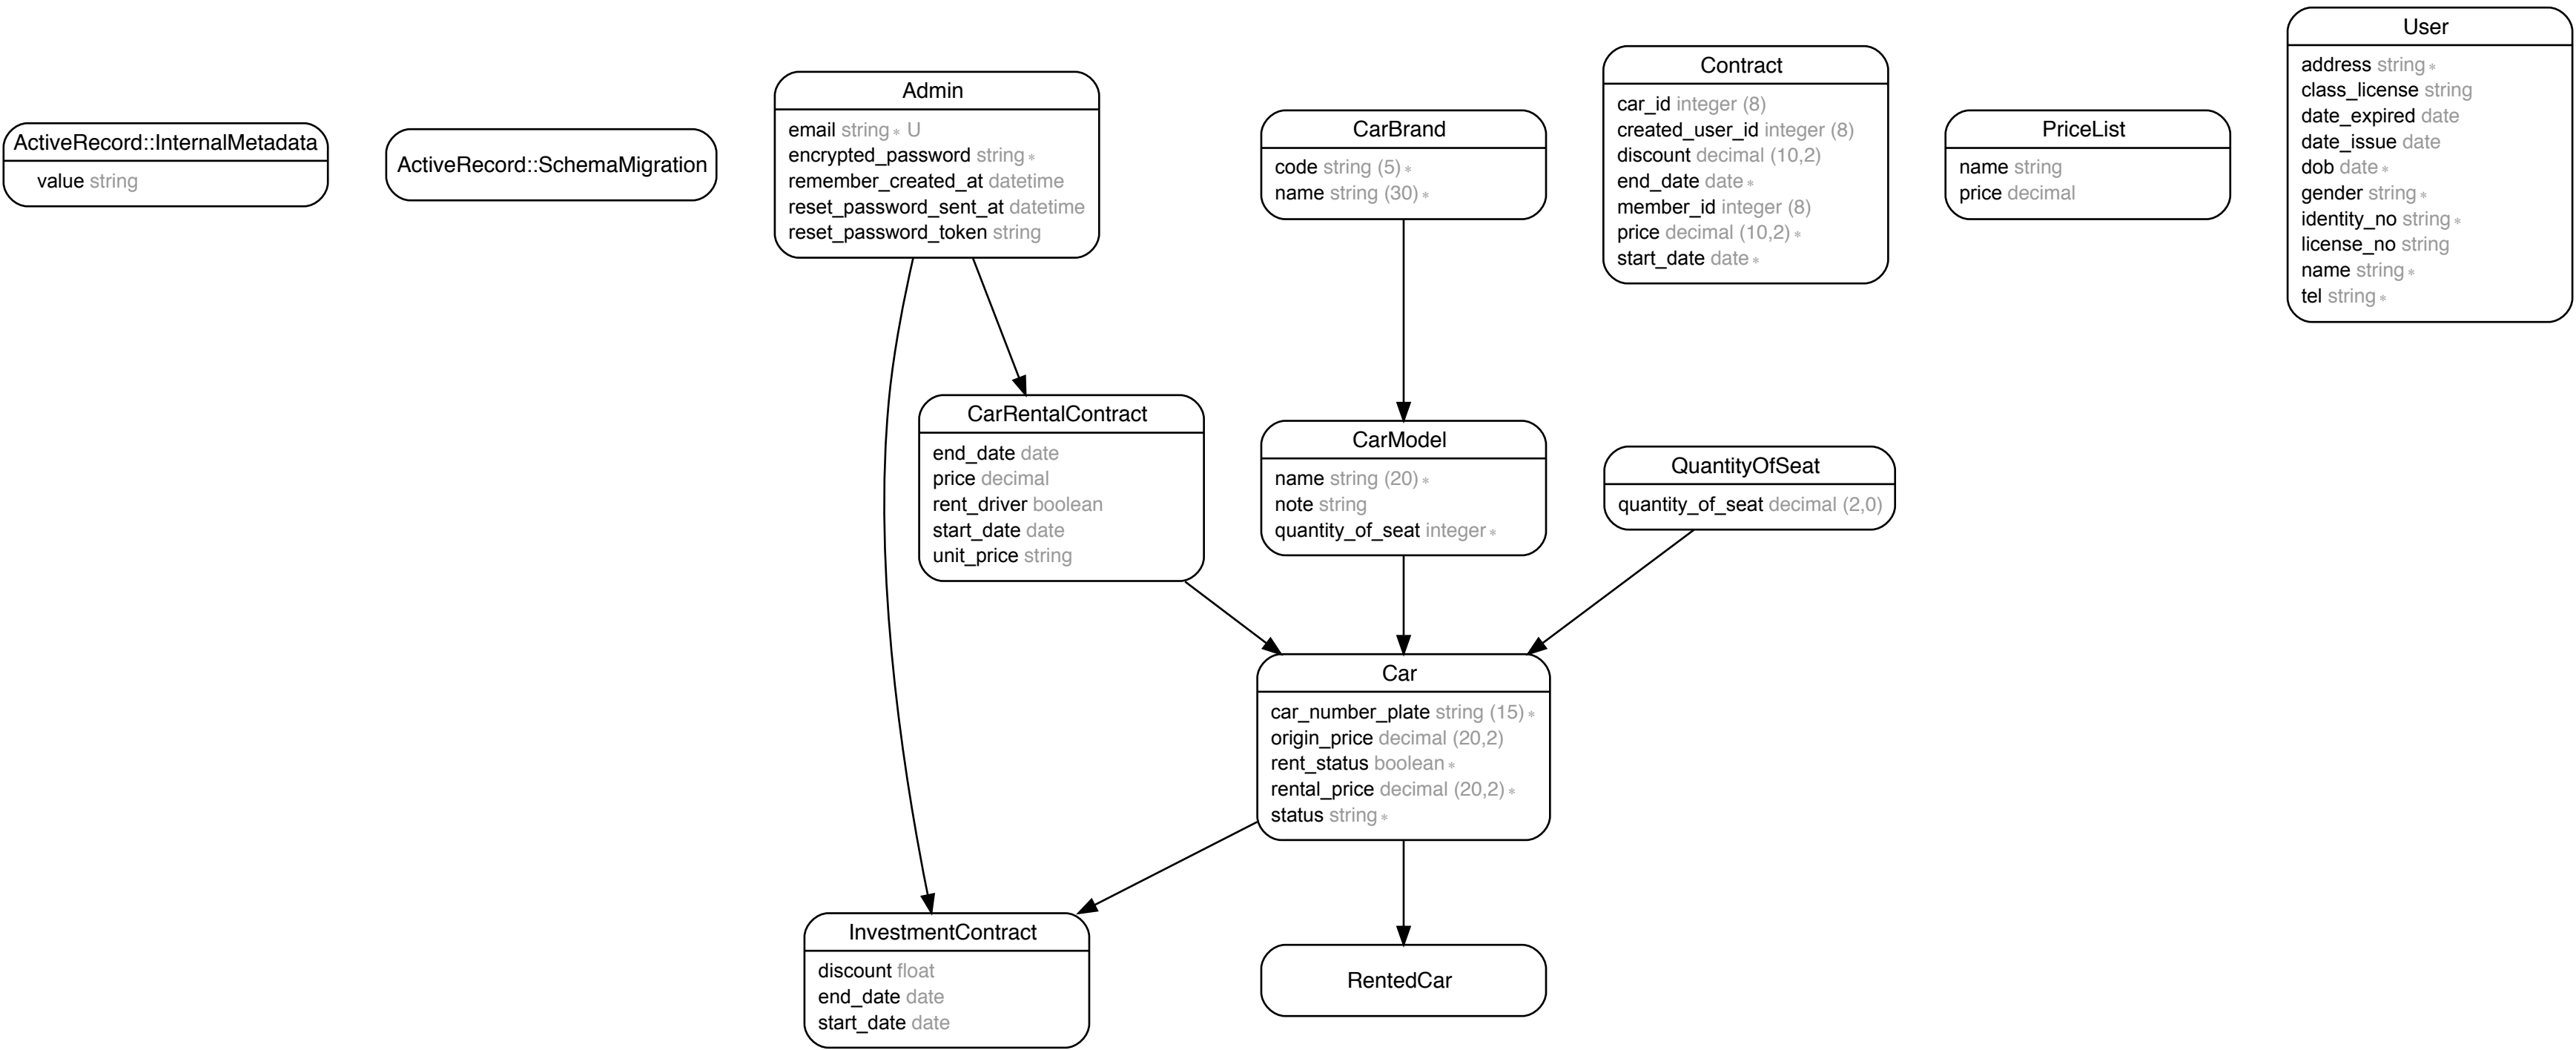 ActiveRecord::InternalMetadata
value string
ActiveRecord::SchemaMigration
Admin
email string∗ U
encrypted_password string∗
remember_created_at datetime
reset_password_sent_at datetime
reset_password_token string
CarBrand
code string (5)∗
name string (30)∗
Contract
car_id integer (8)
created_user_id integer (8)
discount decimal (10,2)
end_date date∗
member_id integer (8)
price decimal (10,2)∗
start_date date∗
PriceList
name string
price decimal
User
address string∗
class_license string
date_expired date
date_issue date
dob date∗
gender string∗
identity_no string∗
license_no string
name string∗
tel string∗
CarRentalContract
end_date date
price decimal
rent_driver boolean
start_date date
unit_price string
CarModel
name string (20)∗
note string
quantity_of_seat integer∗
QuantityOfSeat
quantity_of_seat decimal (2,0)
Car
car_number_plate string (15)∗
origin_price decimal (20,2)
rent_status boolean∗
rental_price decimal (20,2)∗
status string∗
InvestmentContract
discount float
end_date date
start_date date
RentedCar